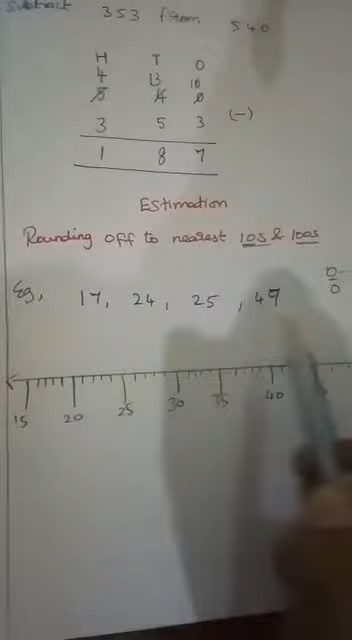 Subtract 353 from 540
H T O
4 13 10
5 4 0
3 5 3 (-)
1 8 7
Estimation
Rounding off to nearest 10s & 100s
Eg, 17, 24, 25, 47
15 20 25 30 35 40